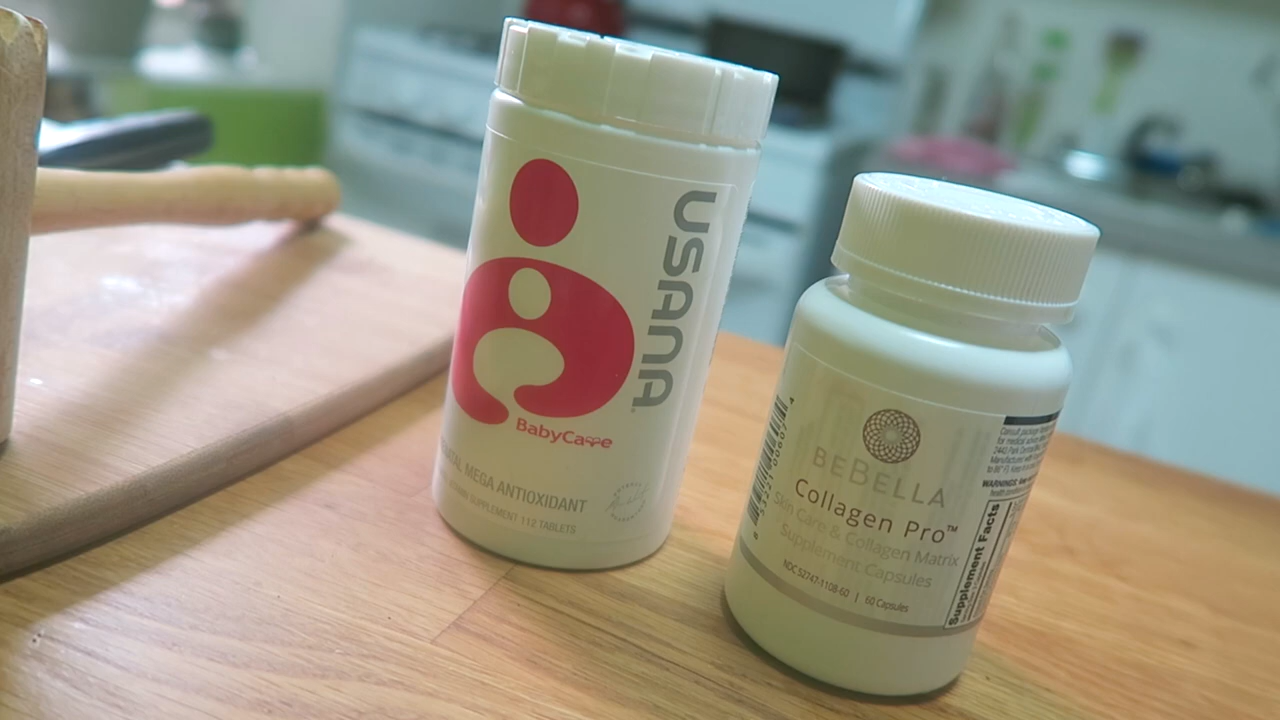 USANA
BabyCare
MEGA ANTIOXIDANT
SUPPLEMENT 112 TABLETS
BEBELLA
Collagen Pro™
Skin Care & Collagen Matrix
Supplement Capsules
NDC 52747-1108-60 | 60 Capsules
Supplement Facts
WARNINGS: